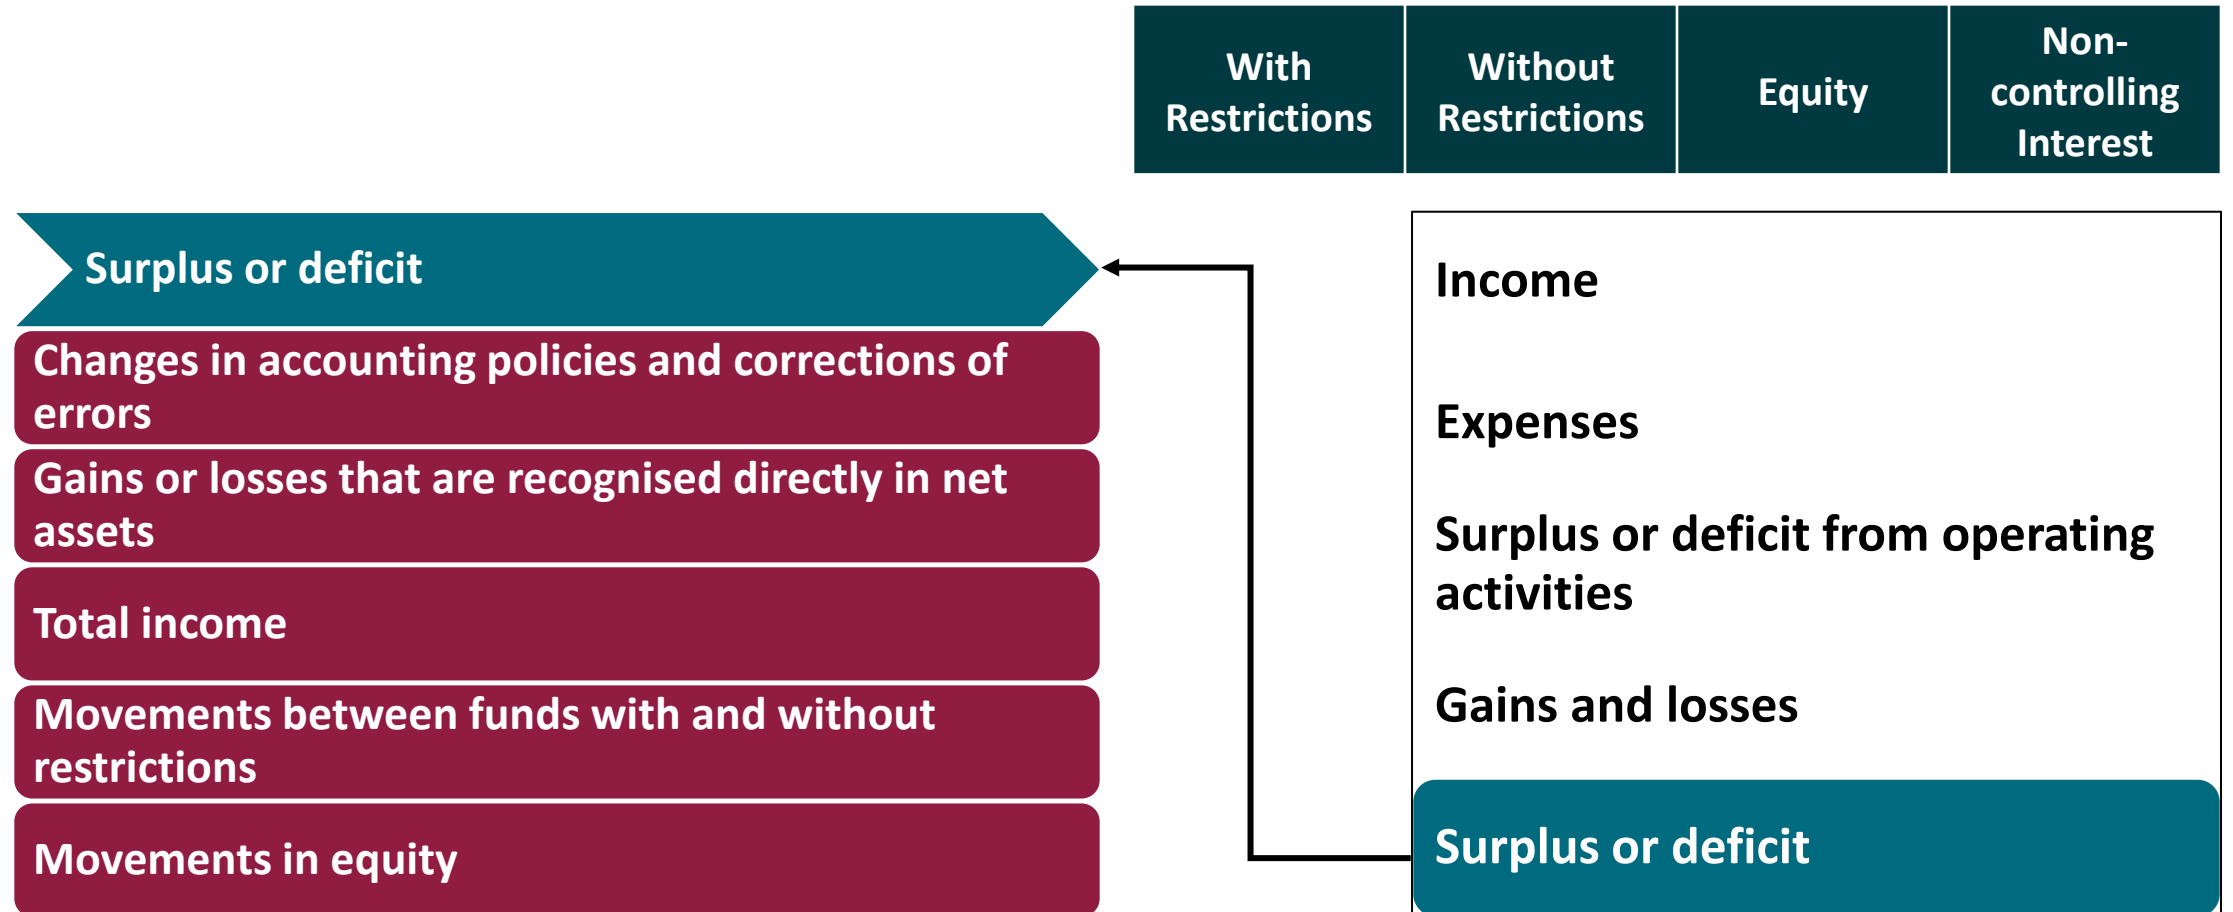 With
Restrictions
Without
Restrictions
Equity
Non-
controlling
Interest
Surplus or deficit
Changes in accounting policies and corrections of
errors
Gains or losses that are recognised directly in net
assets
Total income
Movements between funds with and without
restrictions
Movements in equity
Income
Expenses
Surplus or deficit from operating
activities
Gains and losses
Surplus or deficit